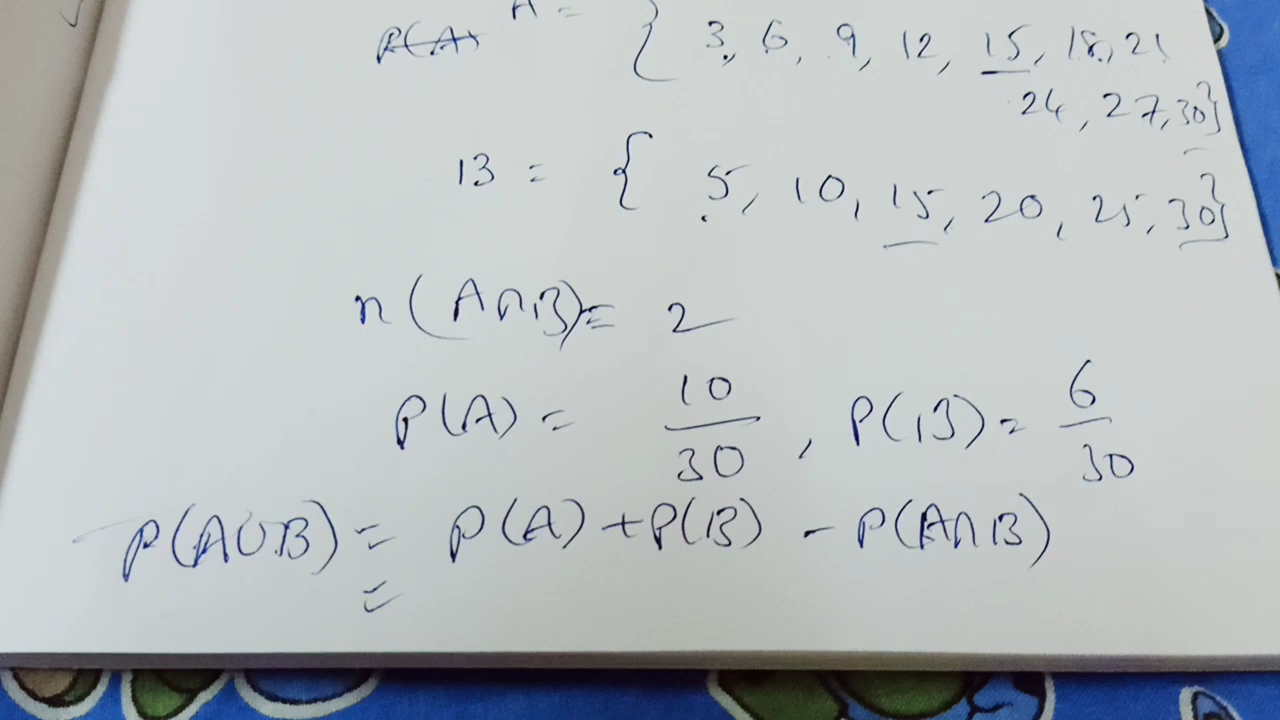 A =
P(A)
{ 3, 6, 9, 12, 15, 18, 21
24, 27, 30}
B = { 5, 10, 15, 20, 25, 30}
n(A∩B) = 2
P(A) = 10/30, P(B) = 6/30
P(A∪B) = P(A) + P(B) - P(A∩B)
=